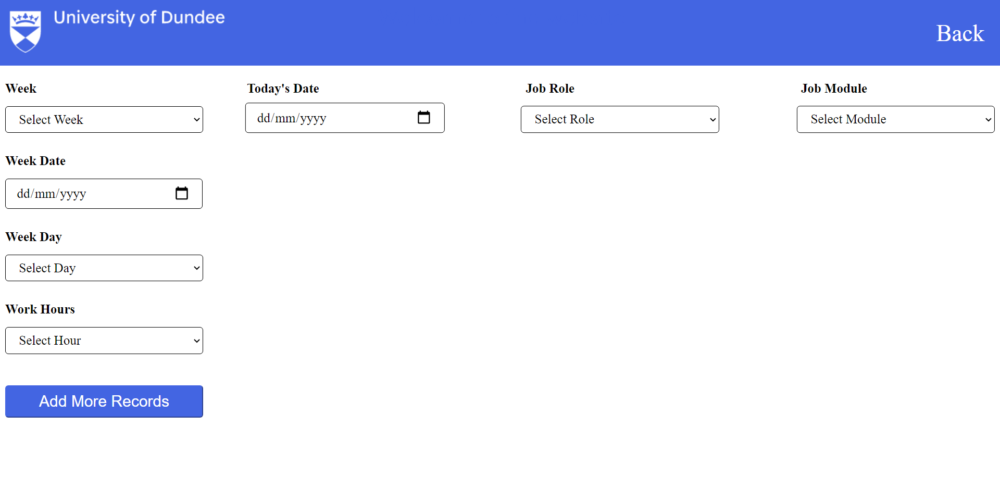 University of Dundee
Back
Week
Today's Date
Job Role
Job Module
Select Week
dd/mm/yyyy
Select Role
Select Module
Week Date
dd/mm/yyyy
Week Day
Select Day
Work Hours
Select Hour
Add More Records